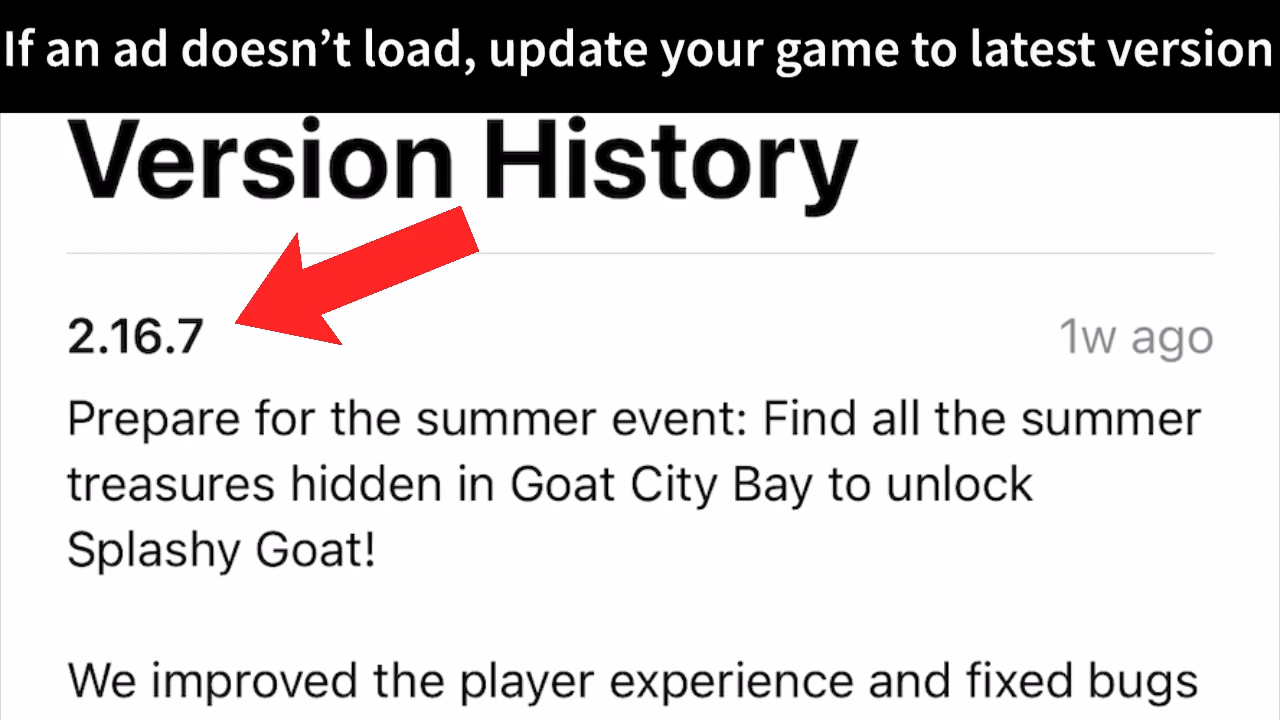 If an ad doesn’t load, update your game to latest version
Version History
2.16.7
1w ago
Prepare for the summer event: Find all the summer
treasures hidden in Goat City Bay to unlock
Splashy Goat!
We improved the player experience and fixed bugs